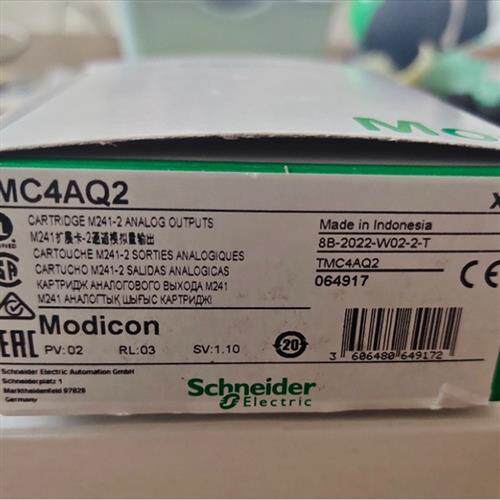 Mo
MC4AQ2
x
CARTRIDGE M241-2 ANALOG OUTPUTS
M241扩展卡-2通道模拟量输出
CARTOUCHE M241-2 SORTIES ANALOGIQUES
CARTUCHO M241-2 SALIDAS ANALOGICAS
КАРТРИДЖ АНАЛОГОВОГО ВЫХОДА M241
M241 АНАЛОГТЫҚ ШЫҒЫС КАРТРИДЖІ
Made in Indonesia
8B-2022-W02-2-T
TMC4AQ2
064917
CE
EAC
Modicon
PV:02 RL:03 SV:1.10
20
3 606480 649172
Schneider Electric Automation GmbH
Schneiderplatz 1
Marktheidenfeld 97828
Germany
Schneider
Electric